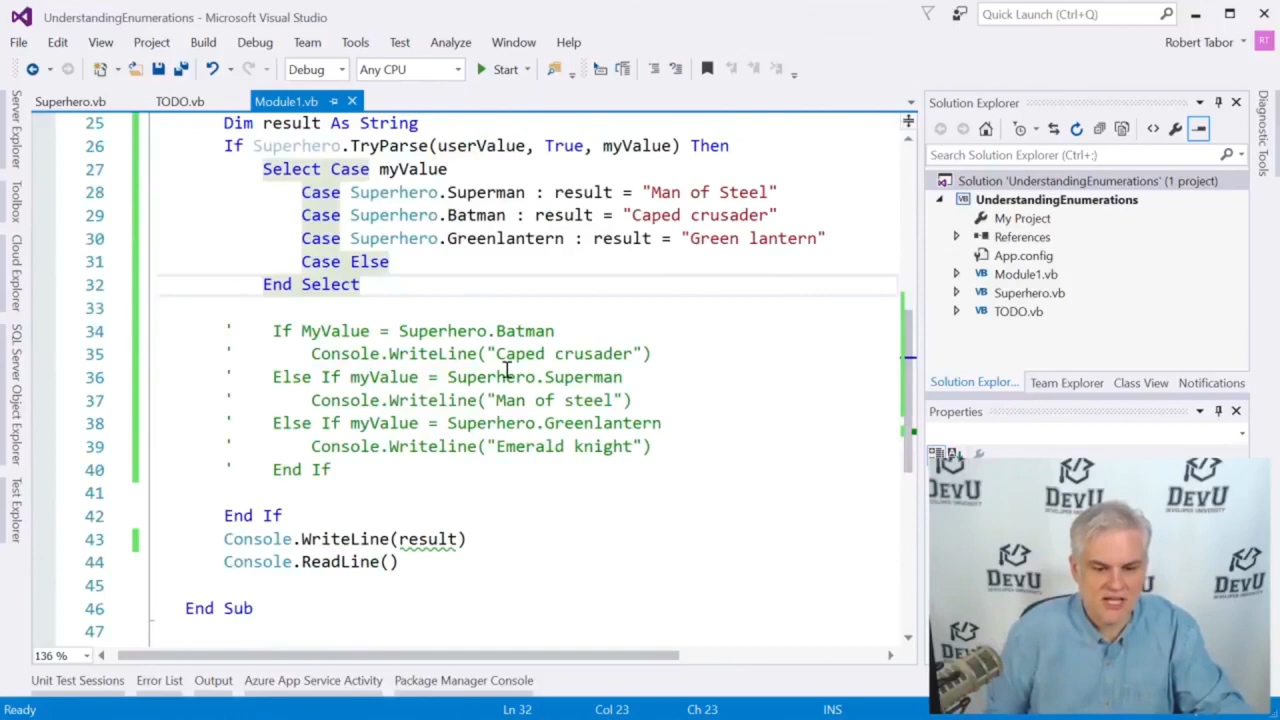 UnderstandingEnumerations - Microsoft Visual Studio
Quick Launch (Ctrl+Q)
File Edit View Project Build Debug Team Tools Test Analyze Window Help
Robert Tabor RT
Debug Any CPU Start
Superhero.vb TODO.vb Module1.vb
25 Dim result As String
26 If Superhero.TryParse(userValue, True, myValue) Then
27 Select Case myValue
28 Case Superhero.Superman : result = "Man of Steel"
29 Case Superhero.Batman : result = "Caped crusader"
30 Case Superhero.Greenlantern : result = "Green lantern"
31 Case Else
32 End Select
33
34 ' If MyValue = Superhero.Batman
35 ' Console.WriteLine("Caped crusader")
36 ' Else If myValue = Superhero.Superman
37 ' Console.Writeline("Man of steel")
38 ' Else If myValue = Superhero.Greenlantern
39 ' Console.Writeline("Emerald knight")
40 ' End If
41
42 End If
43 Console.WriteLine(result)
44 Console.ReadLine()
45
46 End Sub
47
136 %
Server Explorer
Toolbox
Cloud Explorer
SQL Server Object Explorer
Test Explorer
Solution Explorer
Search Solution Explorer (Ctrl+;)
Solution 'UnderstandingEnumerations' (1 project)
UnderstandingEnumerations
My Project
References
App.config
Module1.vb
Superhero.vb
TODO.vb
Solution Explor... Team Explorer Class View Notifications
Properties
Diagnostic Tools
DEVU DEVU DEVU
DEVELOPER UNIVERSITY
DEVU DEVU
DEVU
Unit Test Sessions Error List Output Azure App Service Activity Package Manager Console
Ready Ln 32 Col 23 Ch 23 INS